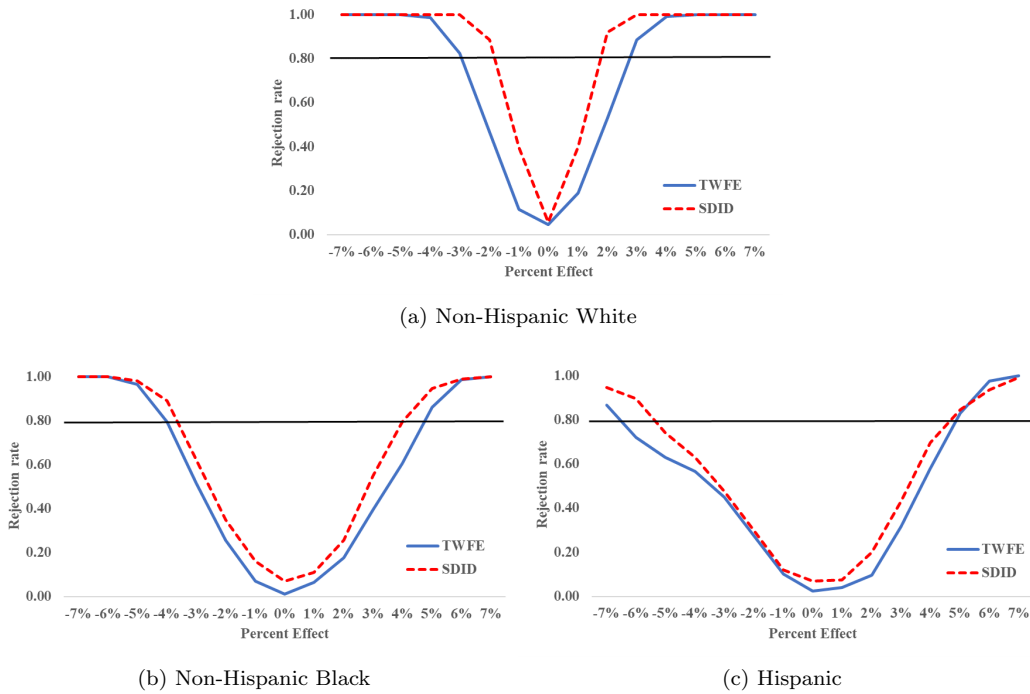 1.00
0.80
0.60
0.40
0.20
0.00
Rejection rate
TWFE
SDID
-7% -6% -5% -4% -3% -2% -1% 0% 1% 2% 3% 4% 5% 6% 7%
Percent Effect
(a) Non-Hispanic White
1.00
0.80
0.60
0.40
0.20
0.00
Rejection rate
TWFE
SDID
-7% -6% -5% -4% -3% -2% -1% 0% 1% 2% 3% 4% 5% 6% 7%
Percent Effect
(b) Non-Hispanic Black
1.00
0.80
0.60
0.40
0.20
0.00
Rejection rate
TWFE
SDID
-7% -6% -5% -4% -3% -2% -1% 0% 1% 2% 3% 4% 5% 6% 7%
Percent Effect
(c) Hispanic